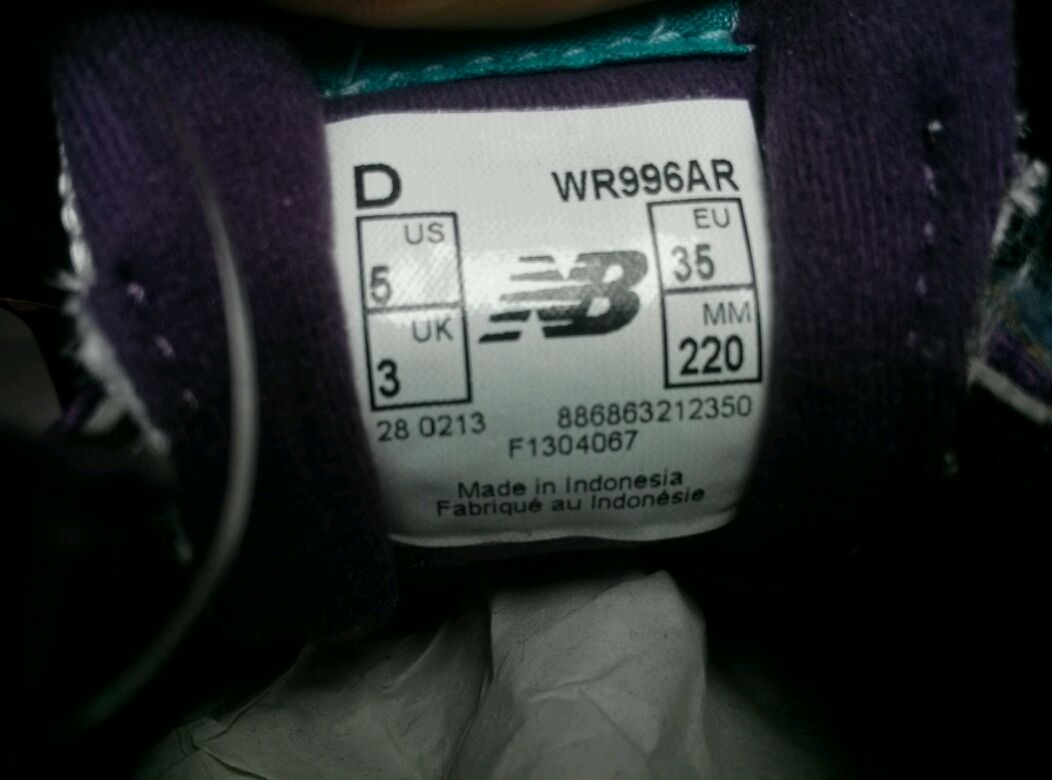 D WR996AR
US EU
5 35
NB
UK MM
3 220
28 0213 886863212350
F1304067
Made in Indonesia
Fabriqué au Indonésie